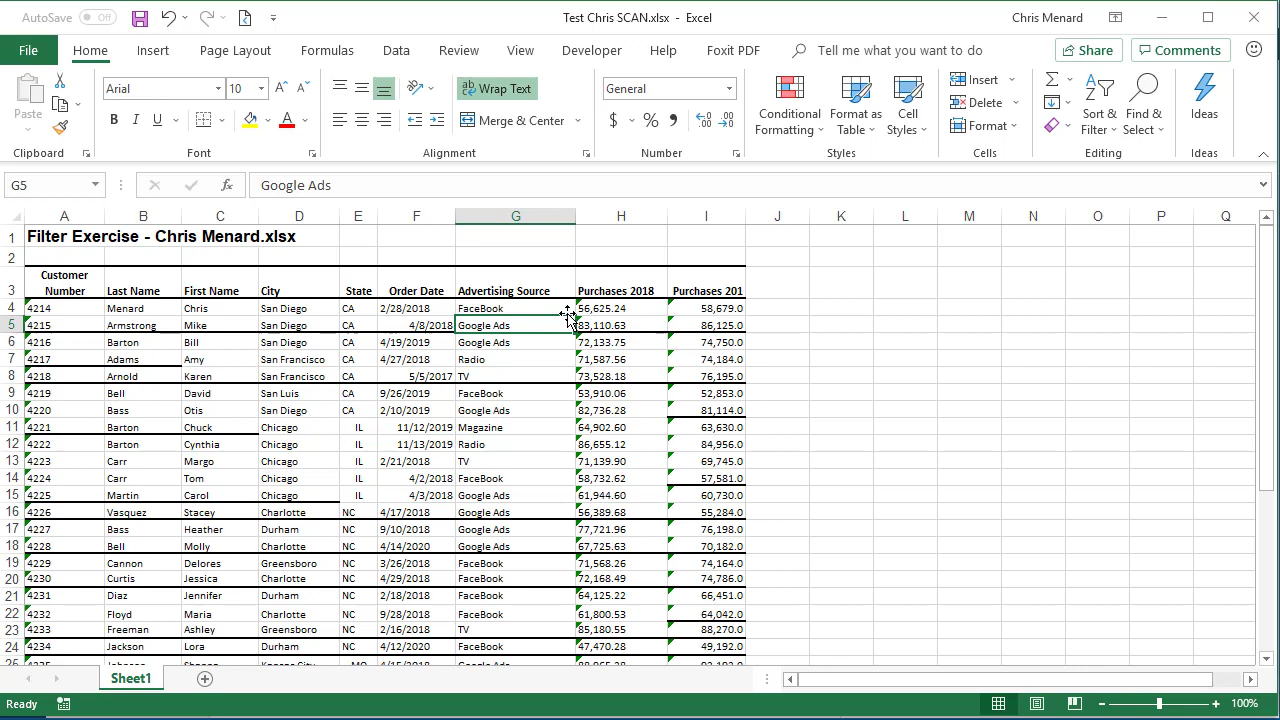 AutoSave Off Test Chris SCAN.xlsx - Excel Chris Menard
File Home Insert Page Layout Formulas Data Review View Developer Help Foxit PDF Tell me what you want to do Share Comments
Paste Arial 10 A A Wrap Text General Conditional Formatting Format as Table Cell Styles Insert Delete Format Sort & Filter Find & Select Ideas
B I U A Merge & Center $ % 9
Clipboard Font Alignment Number Styles Cells Editing Ideas
G5 fx Google Ads
A B C D E F G H I J K L M N O P Q
1 Filter Exercise - Chris Menard.xlsx
2
3 Customer Number Last Name First Name City State Order Date Advertising Source Purchases 2018 Purchases 201
4 4214 Menard Chris San Diego CA 2/28/2018 FaceBook 56,625.24 58,679.0
5 4215 Armstrong Mike San Diego CA 4/8/2018 Google Ads 83,110.63 86,125.0
6 4216 Barton Bill San Diego CA 4/19/2019 Google Ads 72,133.75 74,750.0
7 4217 Adams Amy San Francisco CA 4/27/2018 Radio 71,587.56 74,184.0
8 4218 Arnold Karen San Francisco CA 5/5/2017 TV 73,528.18 76,195.0
9 4219 Bell David San Luis CA 9/26/2019 FaceBook 53,910.06 52,853.0
10 4220 Bass Otis San Diego CA 2/10/2019 Google Ads 82,736.28 81,114.0
11 4221 Barton Chuck Chicago IL 11/12/2019 Magazine 64,902.60 63,630.0
12 4222 Barton Cynthia Chicago IL 11/13/2019 Radio 86,655.12 84,956.0
13 4223 Carr Margo Chicago IL 2/21/2018 TV 71,139.90 69,745.0
14 4224 Carr Tom Chicago IL 4/2/2018 FaceBook 58,732.62 57,581.0
15 4225 Martin Carol Chicago IL 4/3/2018 Google Ads 61,944.60 60,730.0
16 4226 Vasquez Stacey Charlotte NC 4/17/2018 Google Ads 56,389.68 55,284.0
17 4227 Bass Heather Durham NC 9/10/2018 Google Ads 77,721.96 76,198.0
18 4228 Bell Molly Charlotte NC 4/14/2020 Google Ads 67,725.63 70,182.0
19 4229 Cannon Delores Greensboro NC 3/26/2018 FaceBook 71,568.26 74,164.0
20 4230 Curtis Jessica Charlotte NC 4/29/2018 FaceBook 72,168.49 74,786.0
21 4231 Diaz Jennifer Durham NC 2/18/2018 FaceBook 64,125.22 66,451.0
22 4232 Floyd Maria Charlotte NC 9/28/2018 FaceBook 61,800.53 64,042.0
23 4233 Freeman Ashley Greensboro NC 2/16/2018 TV 85,180.55 88,270.0
24 4234 Jackson Lora Durham NC 4/12/2020 FaceBook 47,470.28 49,192.0
Sheet1
Ready 100%